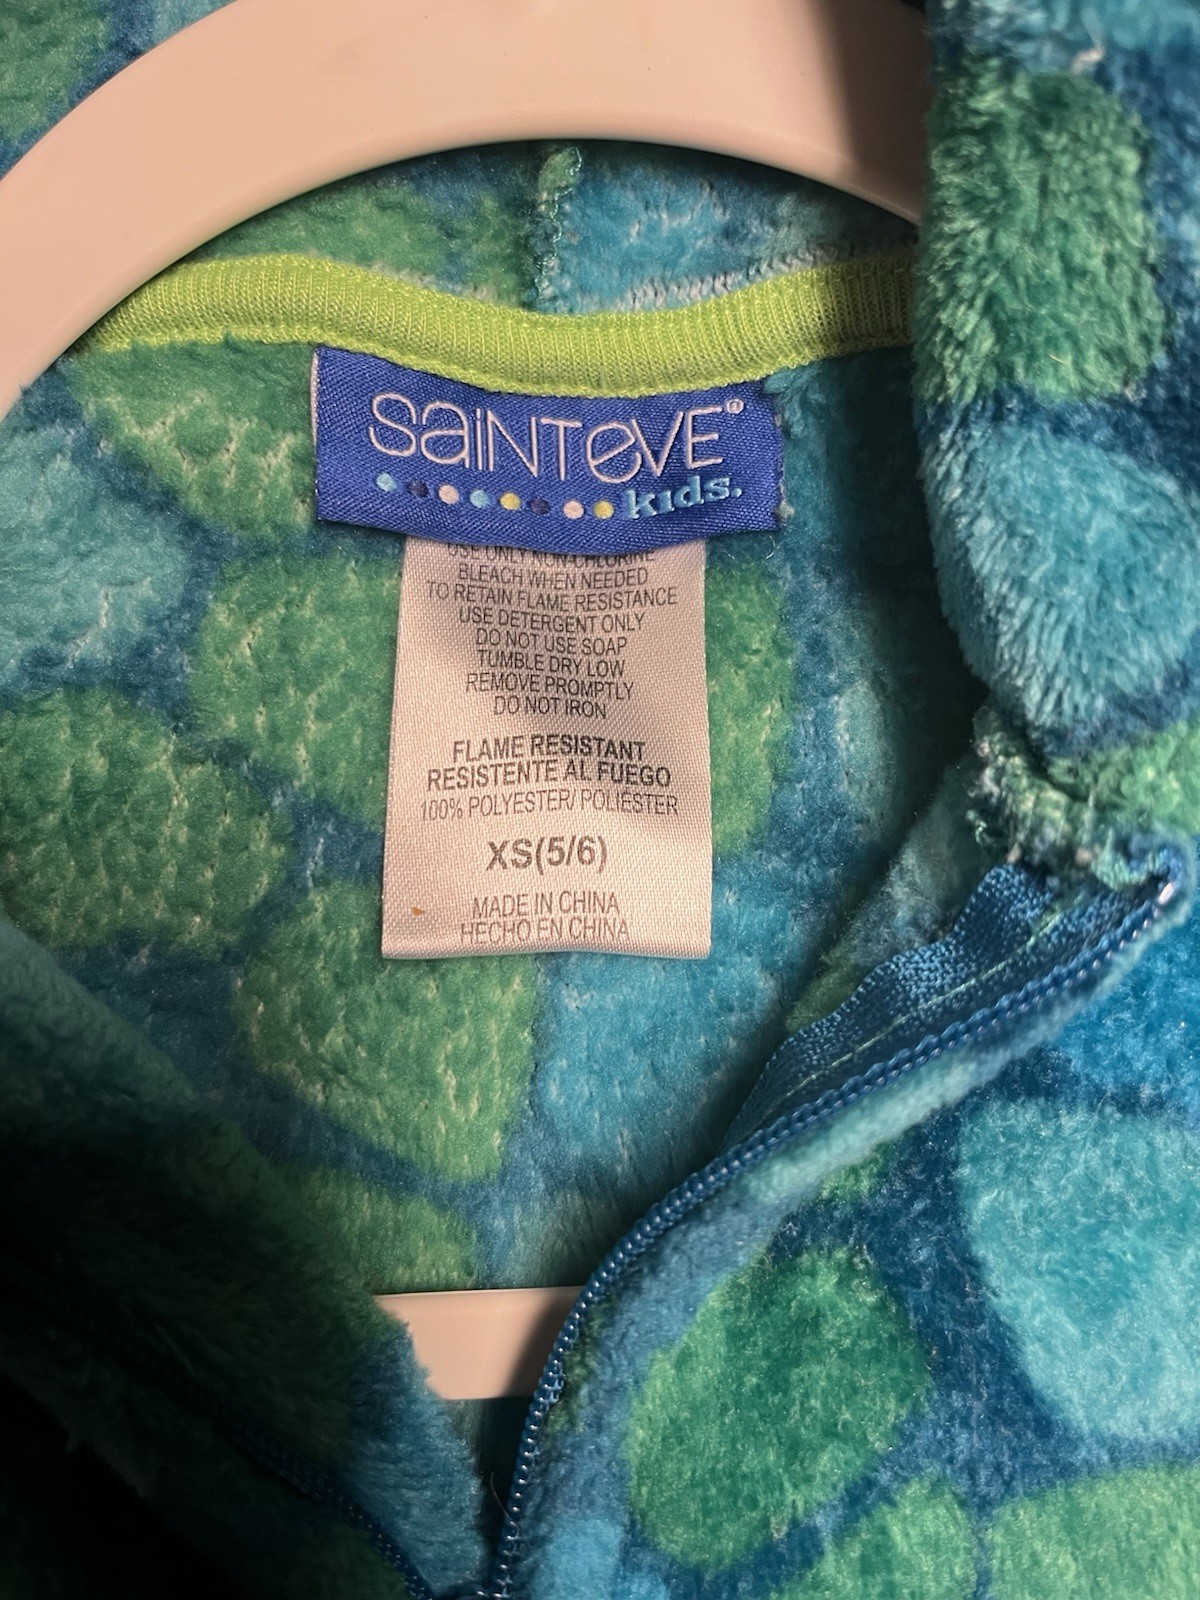 SAiNTeVE®
kids.
USE ONLY NON-CHLORINE
BLEACH WHEN NEEDED
TO RETAIN FLAME RESISTANCE
USE DETERGENT ONLY
DO NOT USE SOAP
TUMBLE DRY LOW
REMOVE PROMPTLY
DO NOT IRON
FLAME RESISTANT
RESISTENTE AL FUEGO
100% POLYESTER/ POLIÉSTER
XS(5/6)
MADE IN CHINA
HECHO EN CHINA